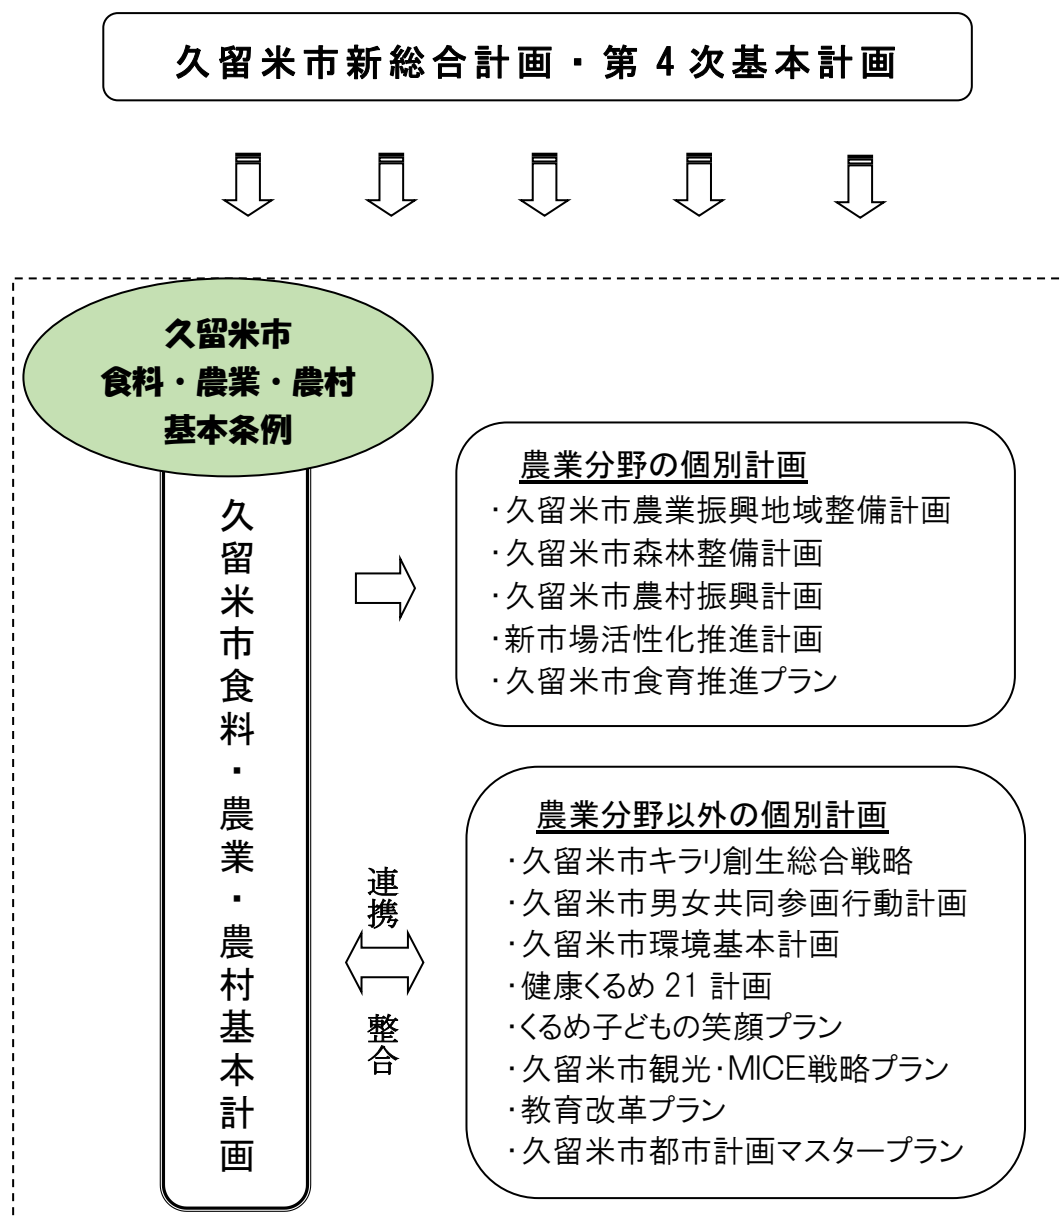 久留米市新総合計画・第4次基本計画
久留米市
食料・農業・農村
基本条例
久留米市食料・農業・農村基本計画
農業分野の個別計画
・久留米市農業振興地域整備計画
・久留米市森林整備計画
・久留米市農村振興計画
・新市場活性化推進計画
・久留米市食育推進プラン
連携
整合
農業分野以外の個別計画
・久留米市キラリ創生総合戦略
・久留米市男女共同参画行動計画
・久留米市環境基本計画
・健康くるめ21計画
・くるめ子どもの笑顔プラン
・久留米市観光・MICE戦略プラン
・教育改革プラン
・久留米市都市計画マスタープラン